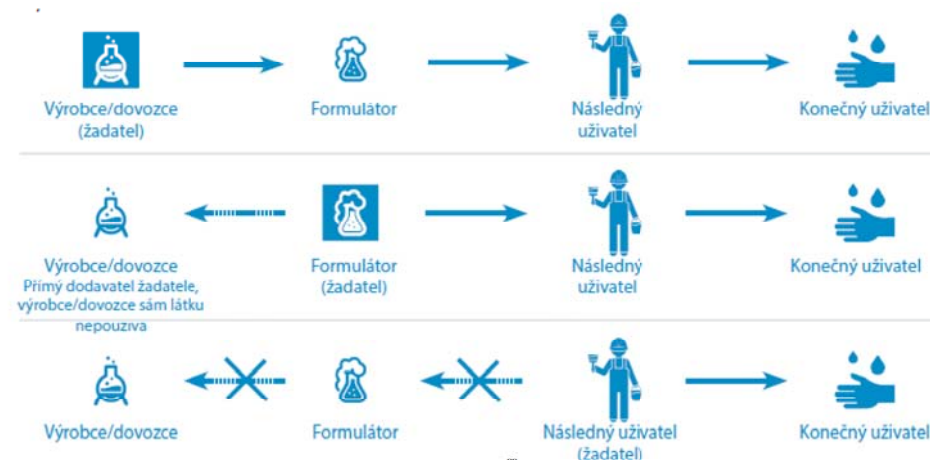 Výrobce/dovozce
(žadatel)
Formulátor
Následný
uživatel
Konečný uživatel
Výrobce/dovozce
Přímý dodavatel žadatele,
výrobce/dovozce sám látku
nepoužívá
Formulátor
(žadatel)
Následný
uživatel
Konečný uživatel
Výrobce/dovozce
Formulátor
Následný uživatel
(žadatel)
Konečný uživatel